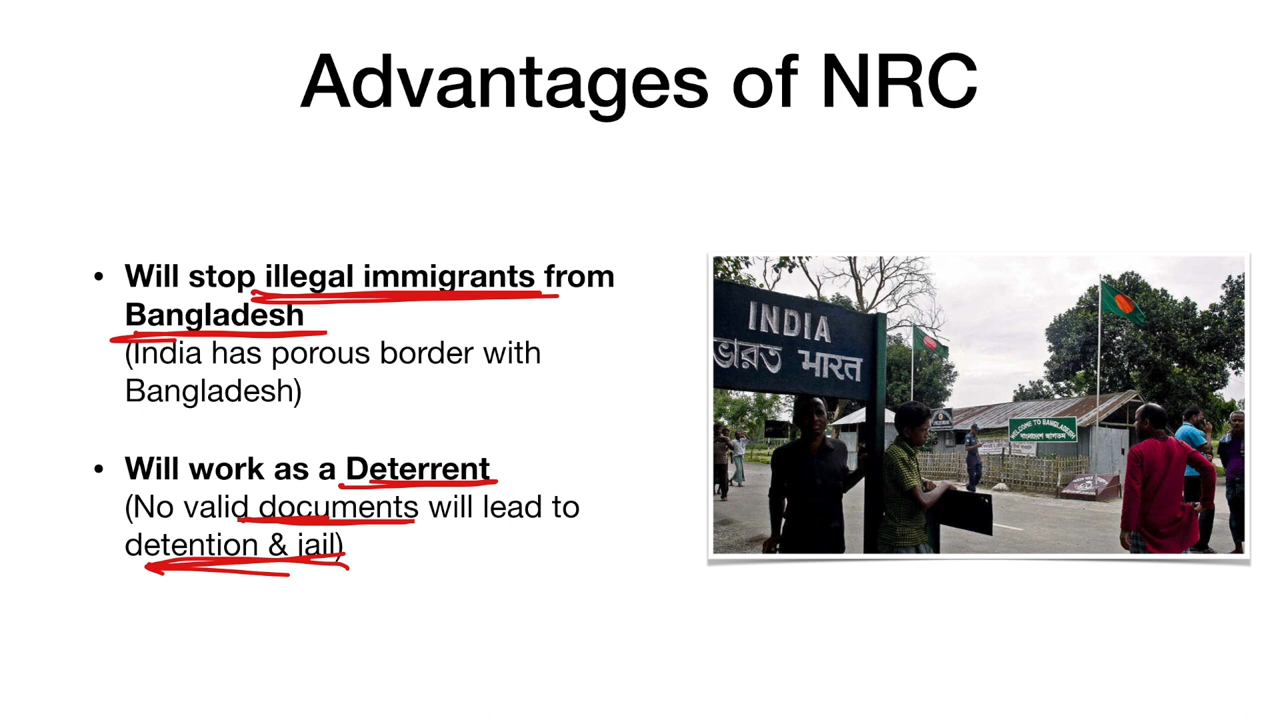 Advantages of NRC
• Will stop illegal immigrants from
Bangladesh
(India has porous border with
Bangladesh)
• Will work as a Deterrent
(No valid documents will lead to
detention & jail)
INDIA
ভারত भारत
WELCOME TO BANGLADESH